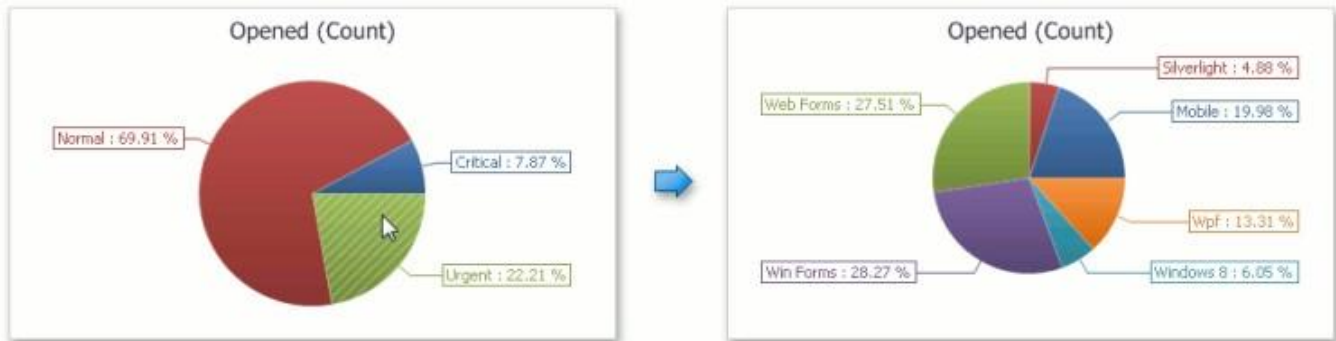 Opened (Count)
Normal : 69.91 %
Critical : 7.87 %
Urgent : 22.21 %
Opened (Count)
Silverlight : 4.88 %
Web Forms : 27.51 %
Mobile : 19.98 %
Wpf : 13.31 %
Win Forms : 28.27 %
Windows 8 : 6.05 %